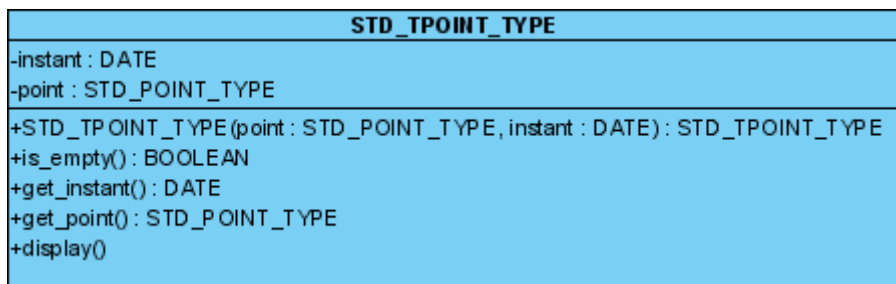 STD_TPOINT_TYPE
-instant : DATE
-point : STD_POINT_TYPE
+STD_TPOINT_TYPE(point : STD_POINT_TYPE, instant : DATE) : STD_TPOINT_TYPE
+is_empty() : BOOLEAN
+get_instant() : DATE
+get_point() : STD_POINT_TYPE
+display()